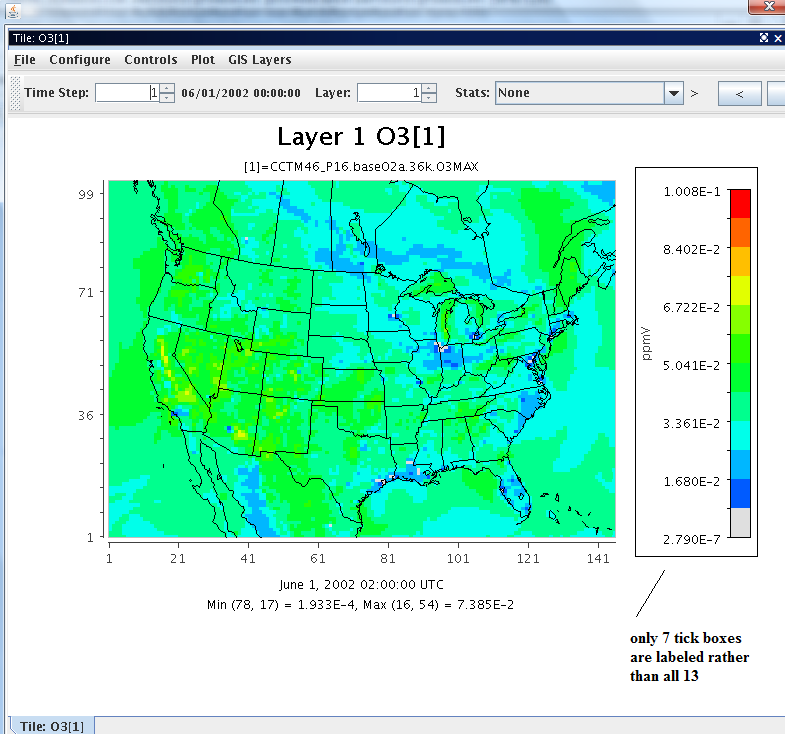 Tile: O3[1]
File Configure Controls Plot GIS Layers
Time Step: 1 06/01/2002 00:00:00 Layer: 1 Stats: None > <
Layer 1 O3[1]
[1]=CCTM46_P16.baseO2a.36k.O3MAX
99
71
36
1
1 21 41 61 81 101 121 141
June 1, 2002 02:00:00 UTC
Min (78, 17) = 1.933E-4, Max (16, 54) = 7.385E-2
ppmV
1.008E-1
8.402E-2
6.722E-2
5.041E-2
3.361E-2
1.680E-2
2.790E-7
only 7 tick boxes
are labeled rather
than all 13
Tile: O3[1]